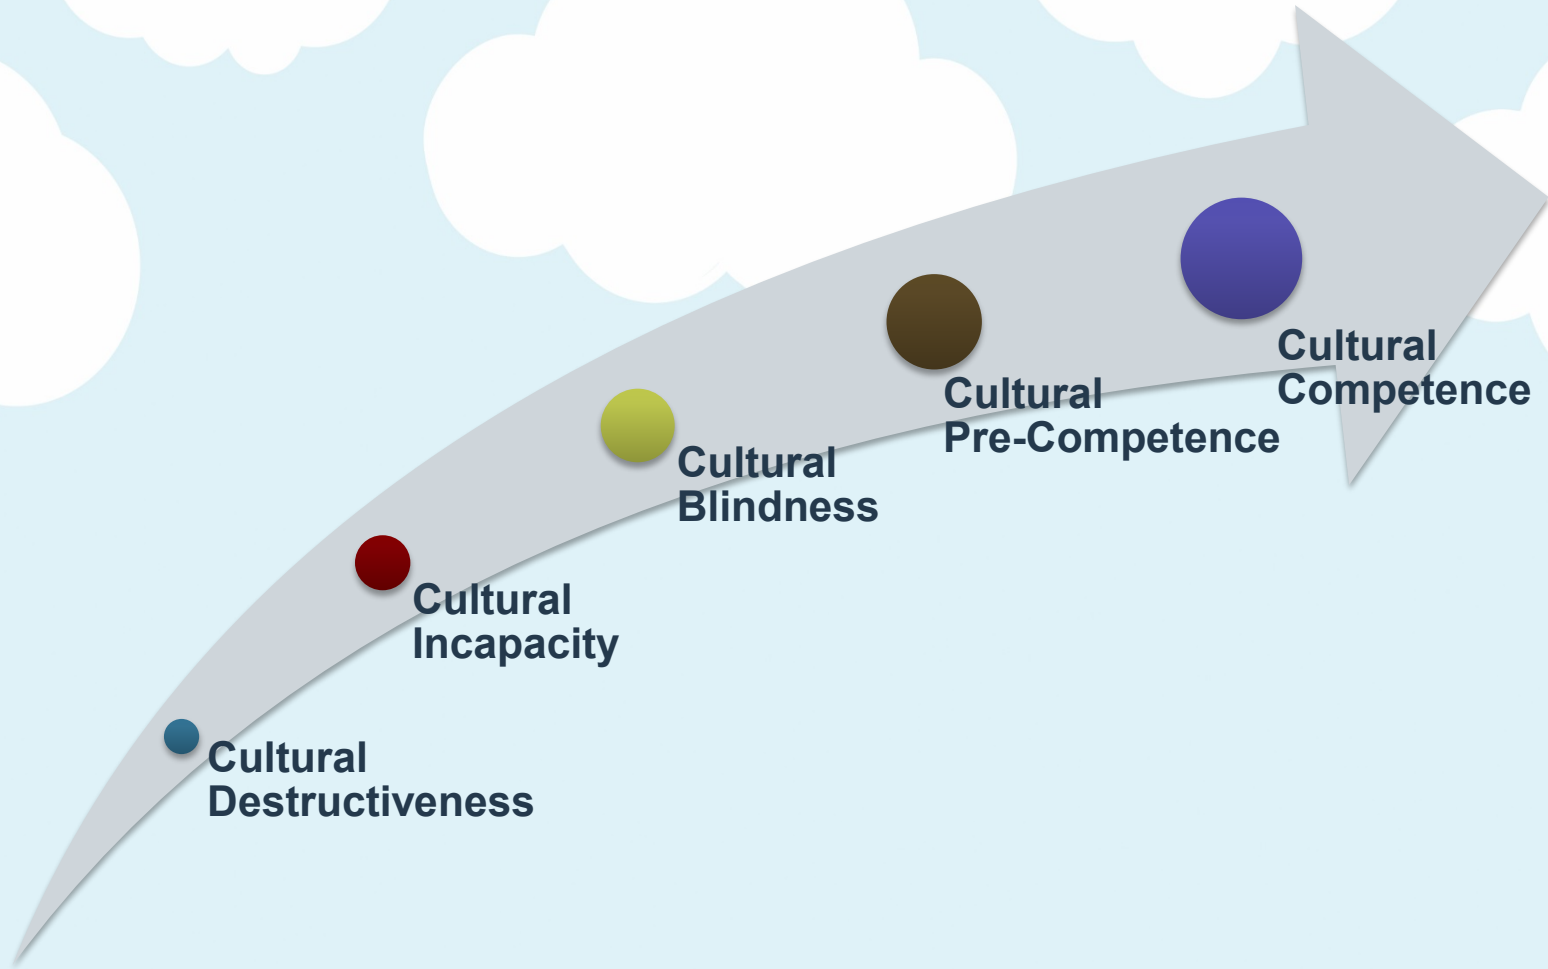 Cultural
Destructiveness
Cultural
Incapacity
Cultural
Blindness
Cultural
Pre-Competence
Cultural
Competence